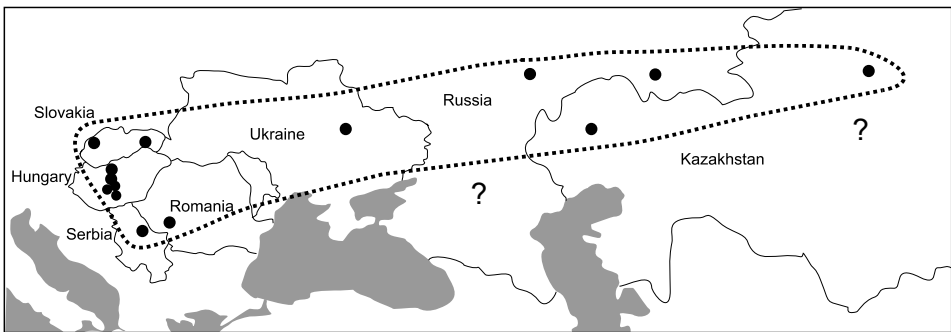 Slovakia
Russia
Ukraine
?
Kazakhstan
Hungary
?
Romania
Serbia